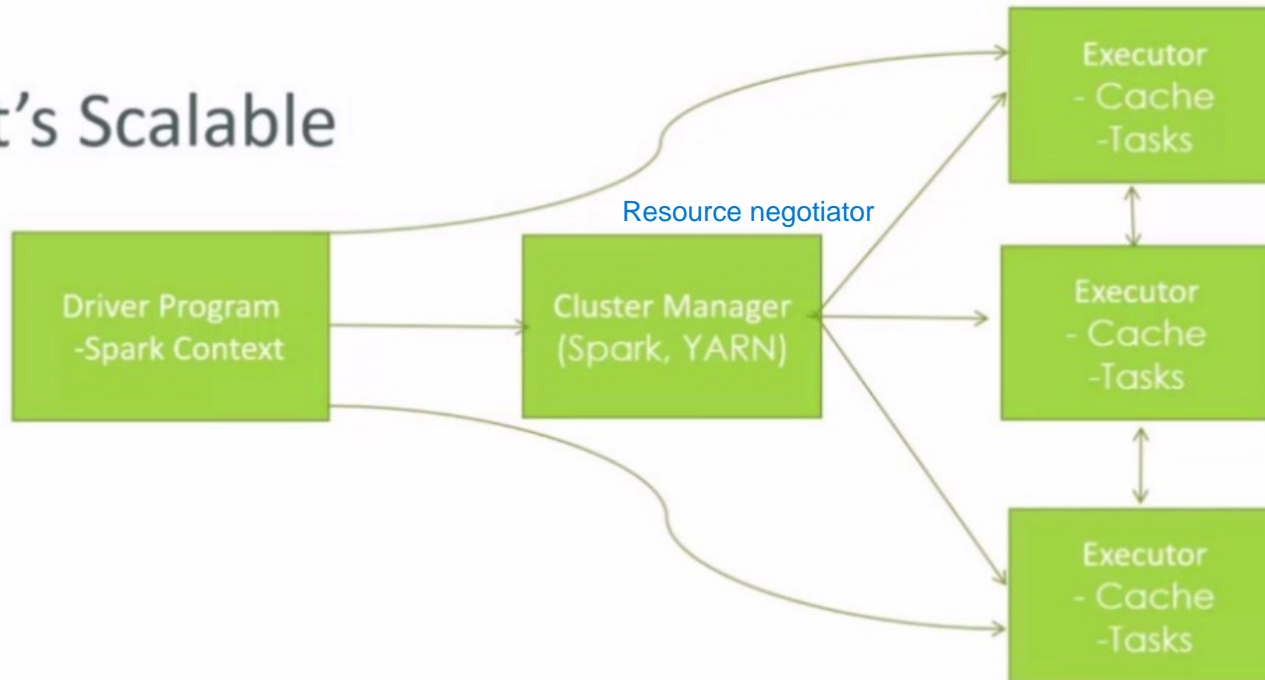 t's Scalable
Resource negotiator
Driver Program
-Spark Context
Cluster Manager
(Spark, YARN)
Executor
- Cache
-Tasks
Executor
- Cache
-Tasks
Executor
- Cache
-Tasks